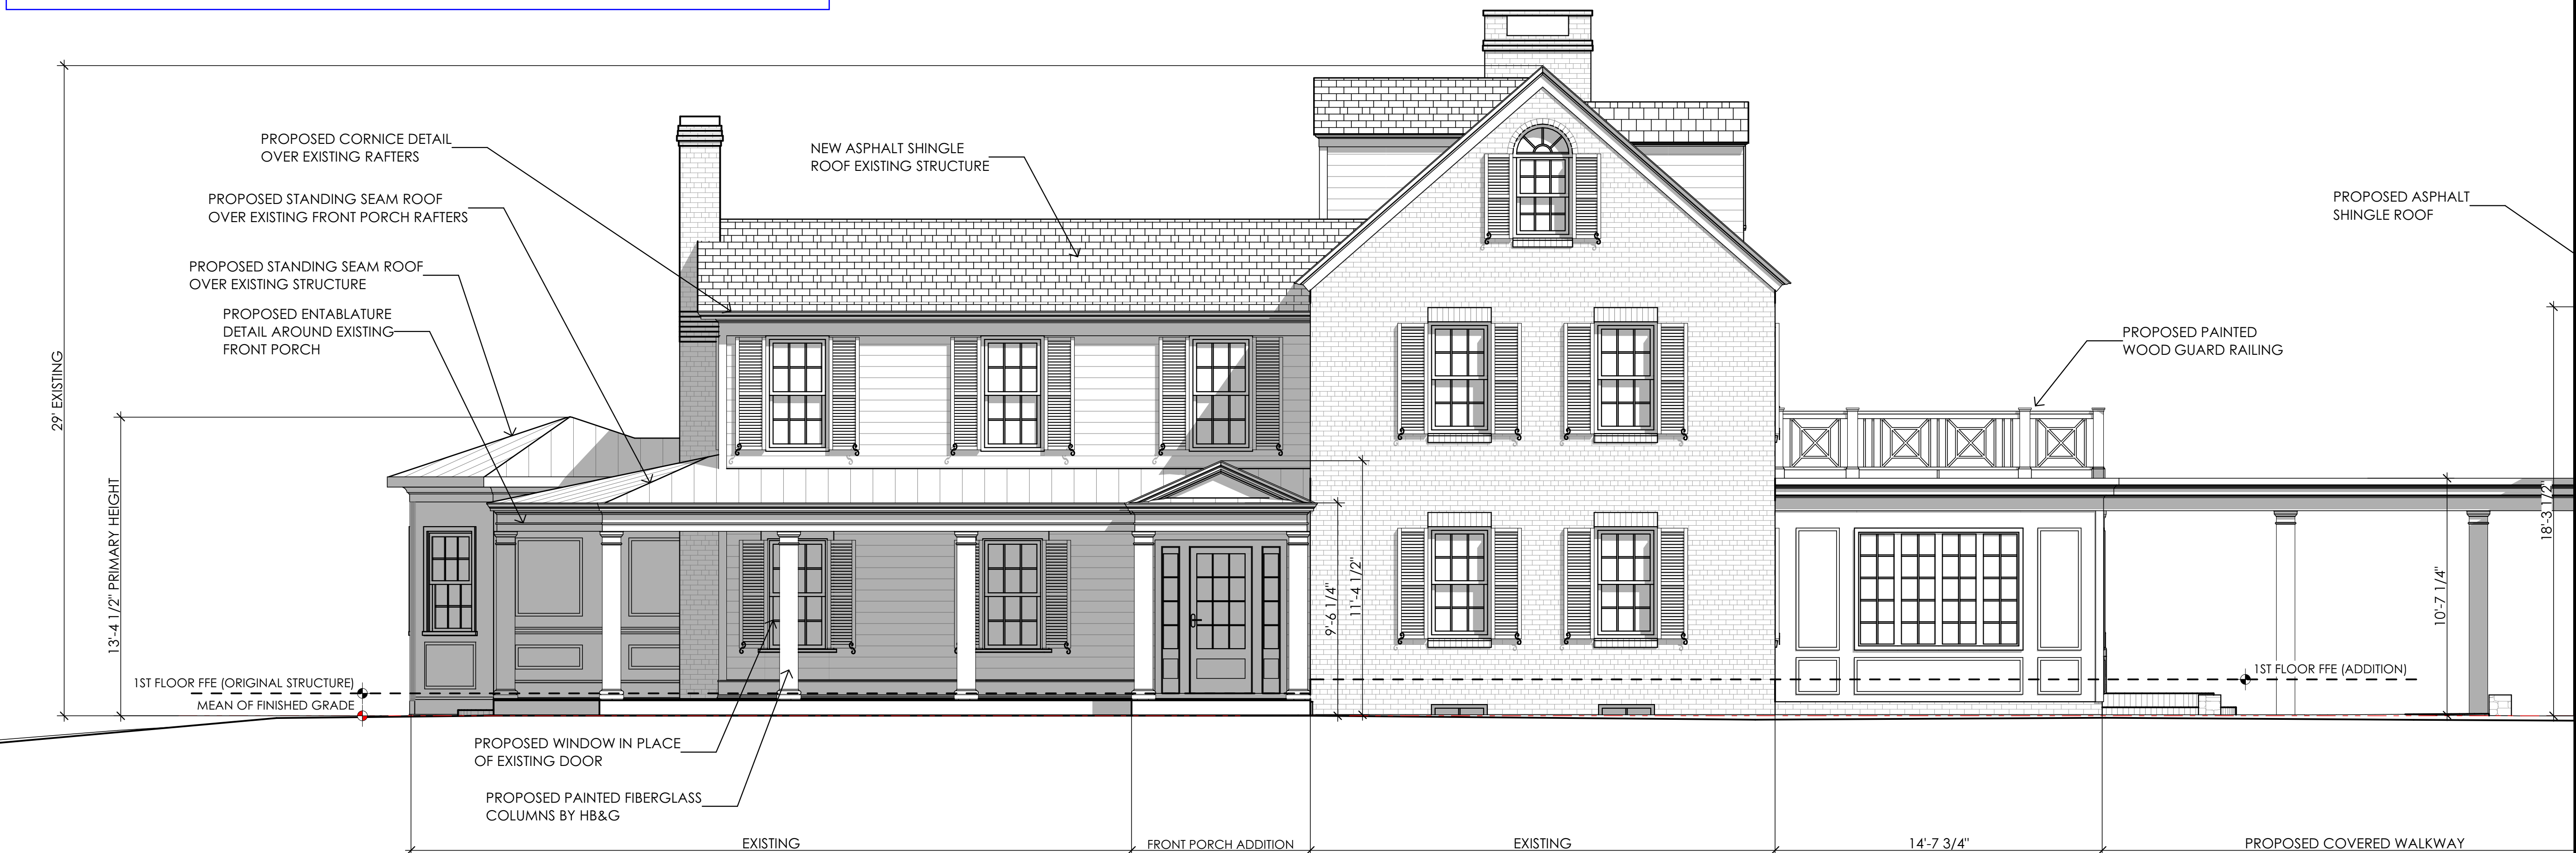 PROPOSED CORNICE DETAIL
OVER EXISTING RAFTERS
NEW ASPHALT SHINGLE
ROOF EXISTING STRUCTURE
PROPOSED STANDING SEAM ROOF
OVER EXISTING FRONT PORCH RAFTERS
PROPOSED ASPHALT
SHINGLE ROOF
PROPOSED STANDING SEAM ROOF
OVER EXISTING STRUCTURE
PROPOSED ENTABLATURE
DETAIL AROUND EXISTING
FRONT PORCH
PROPOSED PAINTED
WOOD GUARD RAILING
29' EXISTING
13'-4 1/2" PRIMARY HEIGHT
9'-6 1/4"
11'-4 1/2"
10'-7 1/4"
18'-3 1/2"
1ST FLOOR FFE (ORIGINAL STRUCTURE)
MEAN OF FINISHED GRADE
1ST FLOOR FFE (ADDITION)
PROPOSED WINDOW IN PLACE
OF EXISTING DOOR
PROPOSED PAINTED FIBERGLASS
COLUMNS BY HB&G
EXISTING
FRONT PORCH ADDITION
EXISTING
14'-7 3/4"
PROPOSED COVERED WALKWAY